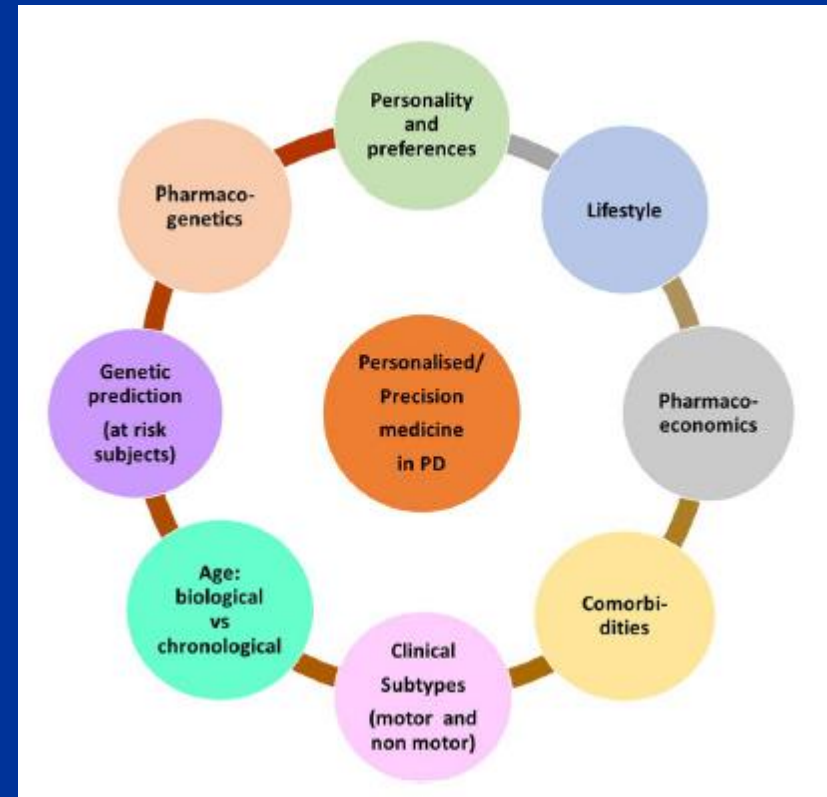 Personality
and
preferences
Lifestyle
Pharmaco-
economics
Comorbi-
dities
Clinical
Subtypes
(motor and
non motor)
Age:
biological
vs
chronological
Genetic
prediction
(at risk
subjects)
Pharmaco-
genetics
Personalised/
Precision
medicine
in PD